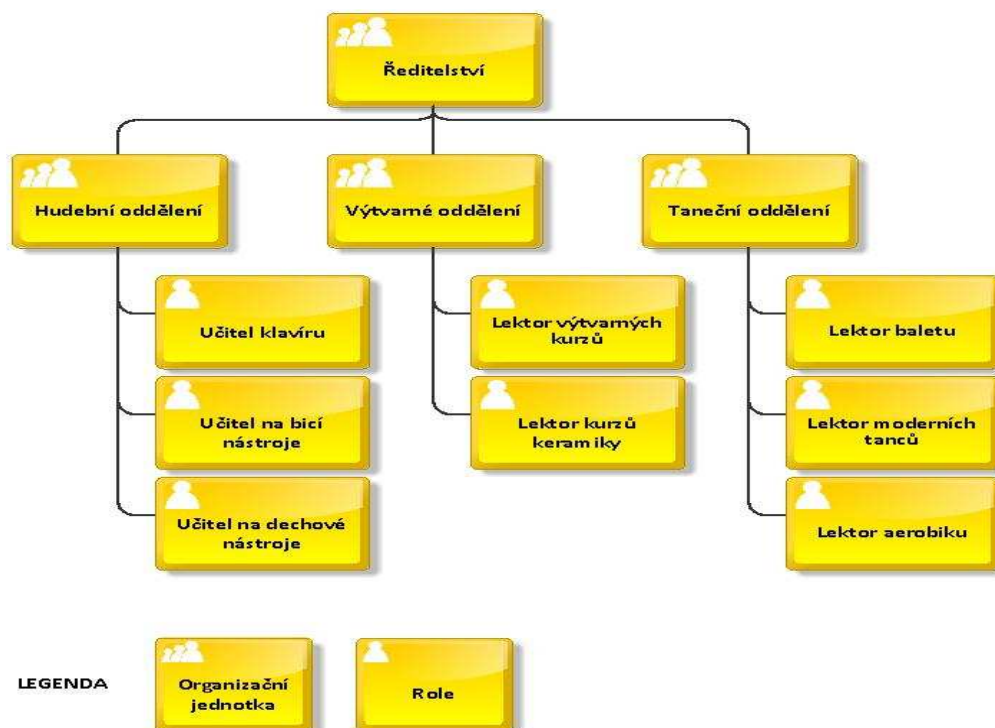 Ředitelství
Hudební oddělení
Výtvarné oddělení
Taneční oddělení
Učitel klavíru
Lektor výtvarných
kurzů
Lektor baletu
Učitel na bicí
nástroje
Lektor kurzů
keramiky
Lektor moderních
tanců
Učitel na dechové
nástroje
Lektor aerobiku
LEGENDA
Organizační
jednotka
Role